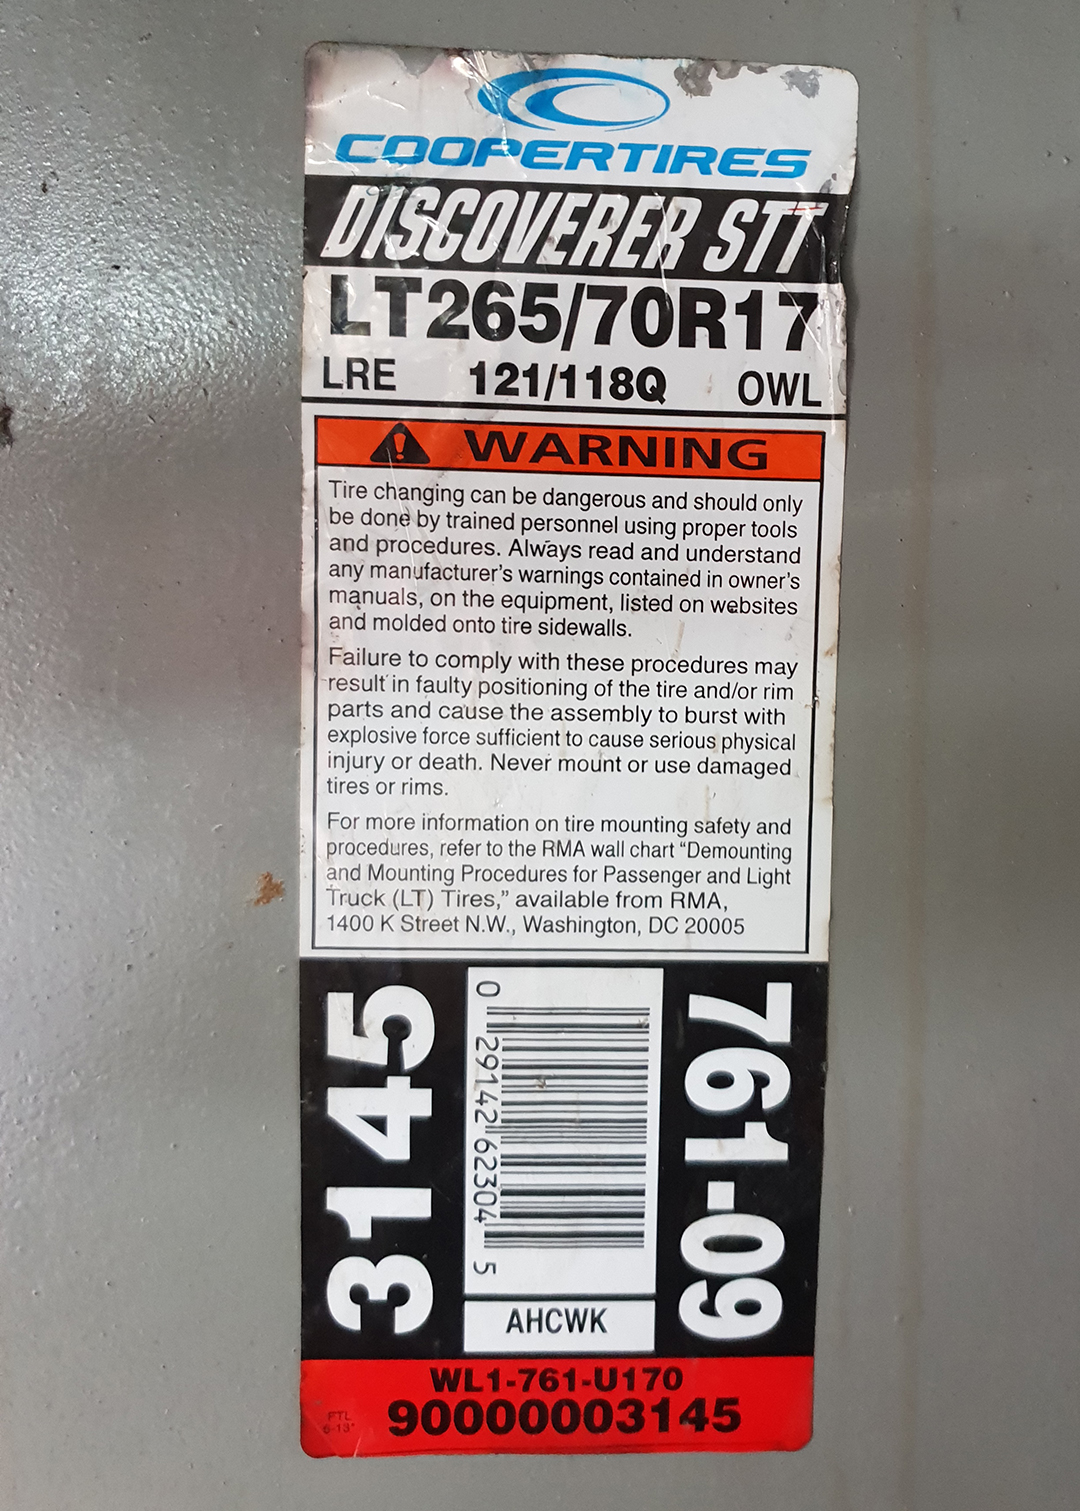 COOPERTIRES
DISCOVERER STT
LT265/70R17
LRE 121/118Q OWL
WARNING
Tire changing can be dangerous and should only
be done by trained personnel using proper tools
and procedures. Always read and understand
any manufacturer's warnings contained in owner's
manuals, on the equipment, listed on websites
and molded onto tire sidewalls.
Failure to comply with these procedures may
result in faulty positioning of the tire and/or rim
parts and cause the assembly to burst with
explosive force sufficient to cause serious physical
injury or death. Never mount or use damaged
tires or rims.
For more information on tire mounting safety and
procedures, refer to the RMA wall chart “Demounting
and Mounting Procedures for Passenger and Light
Truck (LT) Tires,” available from RMA,
1400 K Street N.W., Washington, DC 20005
3145
0 29142 62304 5
761-09
AHCWK
WL1-761-U170
90000003145
FTL
6-13"